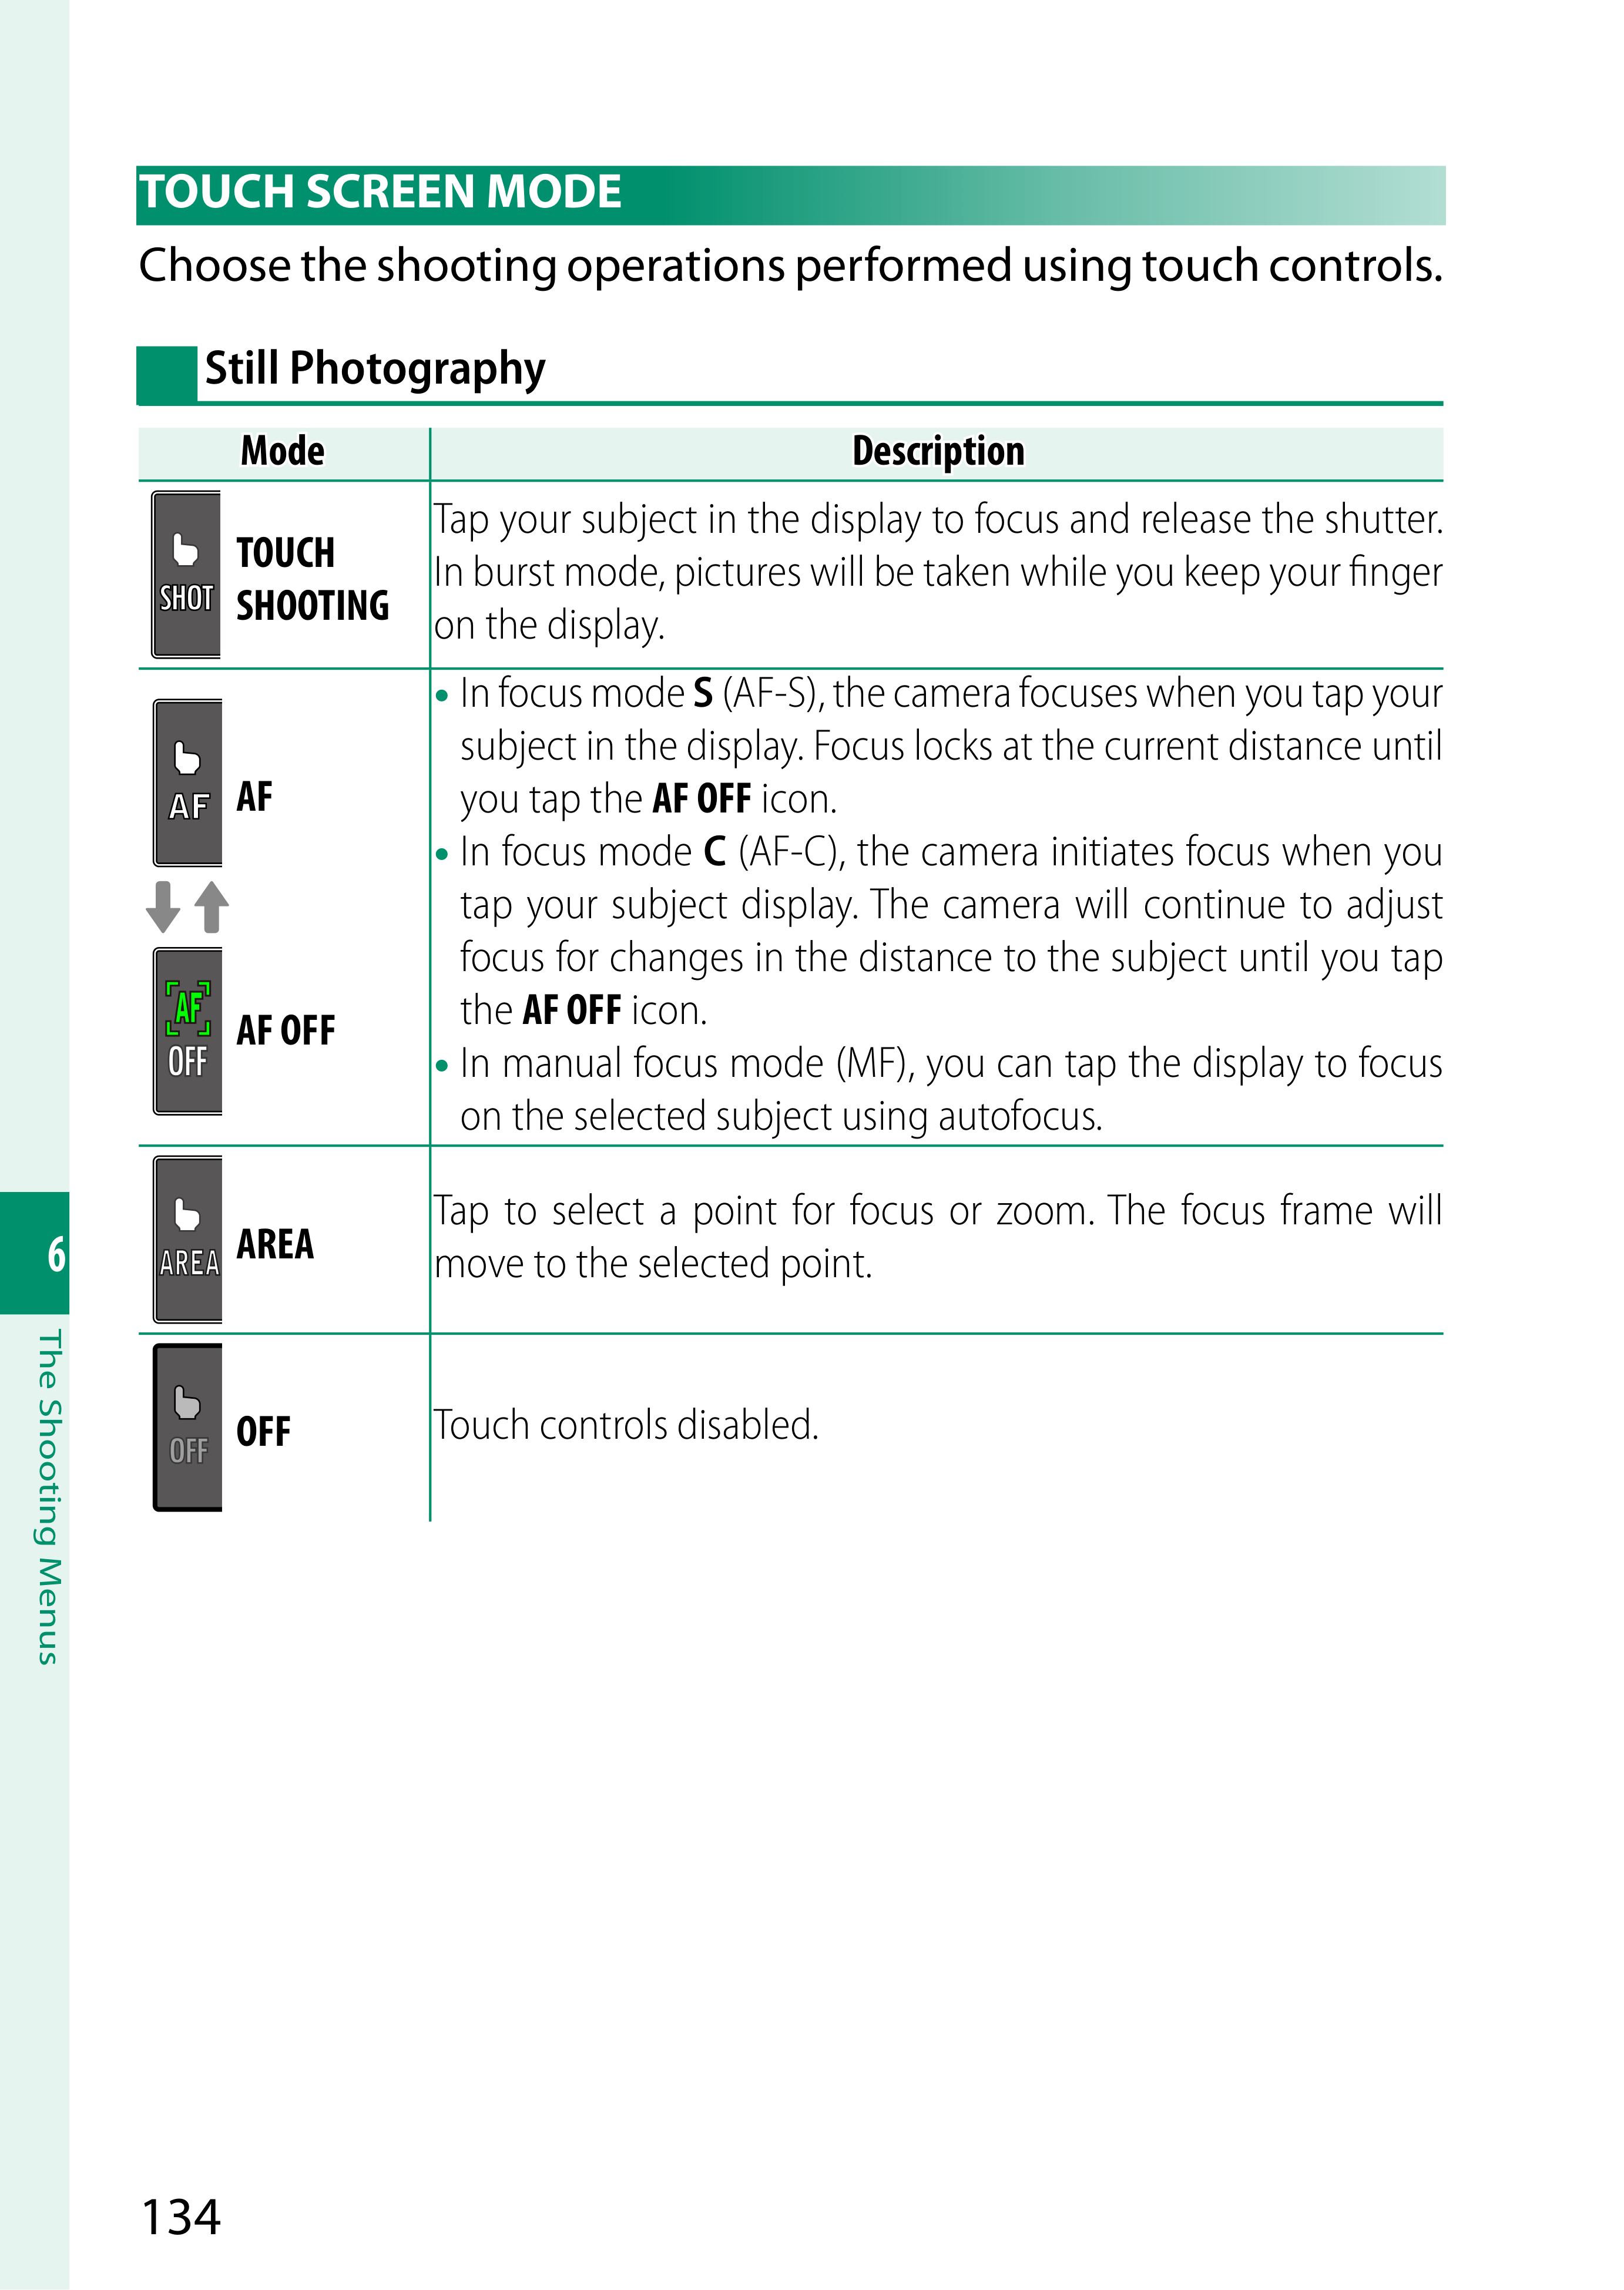 TOUCH SCREEN MODE
Choose the shooting operations performed using touch controls.
Still Photography
Mode
Description
SHOT
TOUCH
SHOOTING
Tap your subject in the display to focus and release the shutter.
In burst mode, pictures will be taken while you keep your finger
on the display.
AF
AF
AF
OFF
AF OFF
• In focus mode S (AF-S), the camera focuses when you tap your
subject in the display. Focus locks at the current distance until
you tap the AF OFF icon.
• In focus mode C (AF-C), the camera initiates focus when you
tap your subject display. The camera will continue to adjust
focus for changes in the distance to the subject until you tap
the AF OFF icon.
• In manual focus mode (MF), you can tap the display to focus
on the selected subject using autofocus.
AREA
AREA
Tap to select a point for focus or zoom. The focus frame will
move to the selected point.
OFF
OFF
Touch controls disabled.
6
The Shooting Menus
134